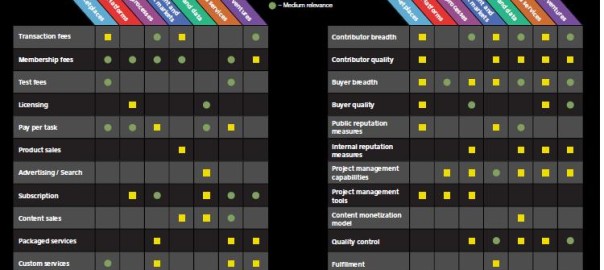 – Medium relevance
Transaction fees
Membership fees
Test fees
Licensing
Pay per task
Product sales
Advertising / Search
Subscription
Content sales
Packaged services
Custom services
ventures
Contributor breadth
Contributor quality
Buyer breadth
Buyer quality
Public reputation
measures
Internal reputation
measures
Project management
capabilities
Project management
tools
Content monetization
model
Quality control
Fulfilment
ventures